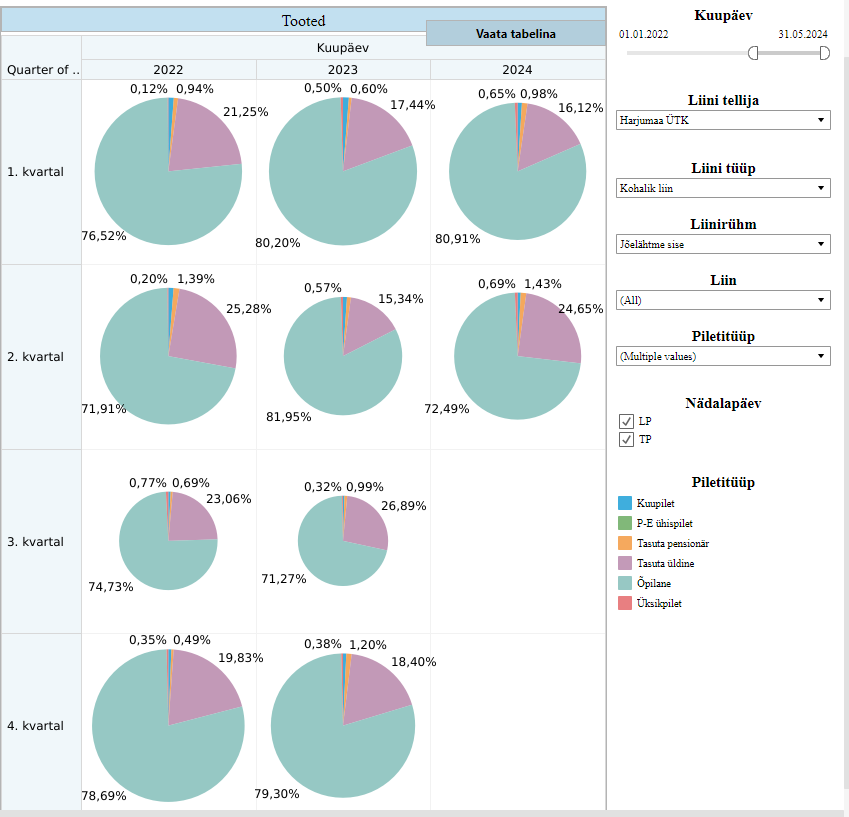 Tooted
Vaata tabelina
Kuupäev
Quarter of ..
2022
2023
2024
1. kvartal
0,12%
0,94%
21,25%
76,52%
0,50%
0,60%
17,44%
80,20%
0,65%
0,98%
16,12%
80,91%
2. kvartal
0,20%
1,39%
25,28%
71,91%
0,57%
15,34%
81,95%
0,69%
1,43%
24,65%
72,49%
3. kvartal
0,77%
0,69%
23,06%
74,73%
0,32%
0,99%
26,89%
71,27%
4. kvartal
0,35%
0,49%
19,83%
78,69%
0,38%
1,20%
18,40%
79,30%
Kuupäev
01.01.2022
31.05.2024
Liini tellija
Harjumaa ÜTK
Liini tüüp
Kohalik liin
Liinirühm
Jõelähtme sise
Liin
(All)
Piletitüüp
(Multiple values)
Nädalapäev
LP
TP
Piletitüüp
Kuupilet
P-E ühispilet
Tasuta pensionär
Tasuta üldine
Õpilane
Üksikpilet